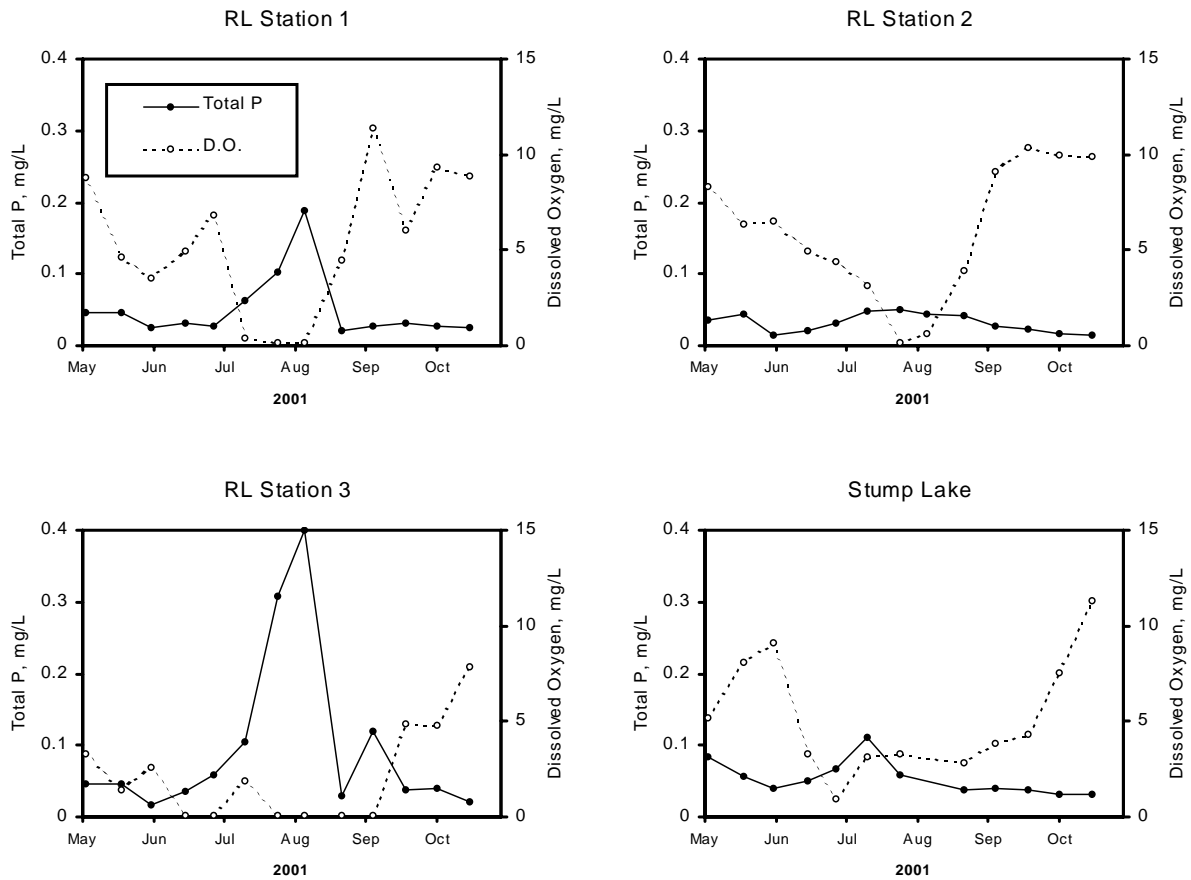 RL Station 1
0.4
0.3
0.2
0.1
0
Total P, mg/L
Total P
D.O.
15
10
5
0
Dissolved Oxygen, mg/L
May Jun Jul Aug Sep Oct
2001
RL Station 2
0.4
0.3
0.2
0.1
0
Total P, mg/L
15
10
5
0
Dissolved Oxygen, mg/L
May Jun Jul Aug Sep Oct
2001
RL Station 3
0.4
0.3
0.2
0.1
0
Total P, mg/L
15
10
5
0
Dissolved Oxygen, mg/L
May Jun Jul Aug Sep Oct
2001
Stump Lake
0.4
0.3
0.2
0.1
0
Total P, mg/L
15
10
5
0
Dissolved Oxygen, mg/L
May Jun Jul Aug Sep Oct
2001